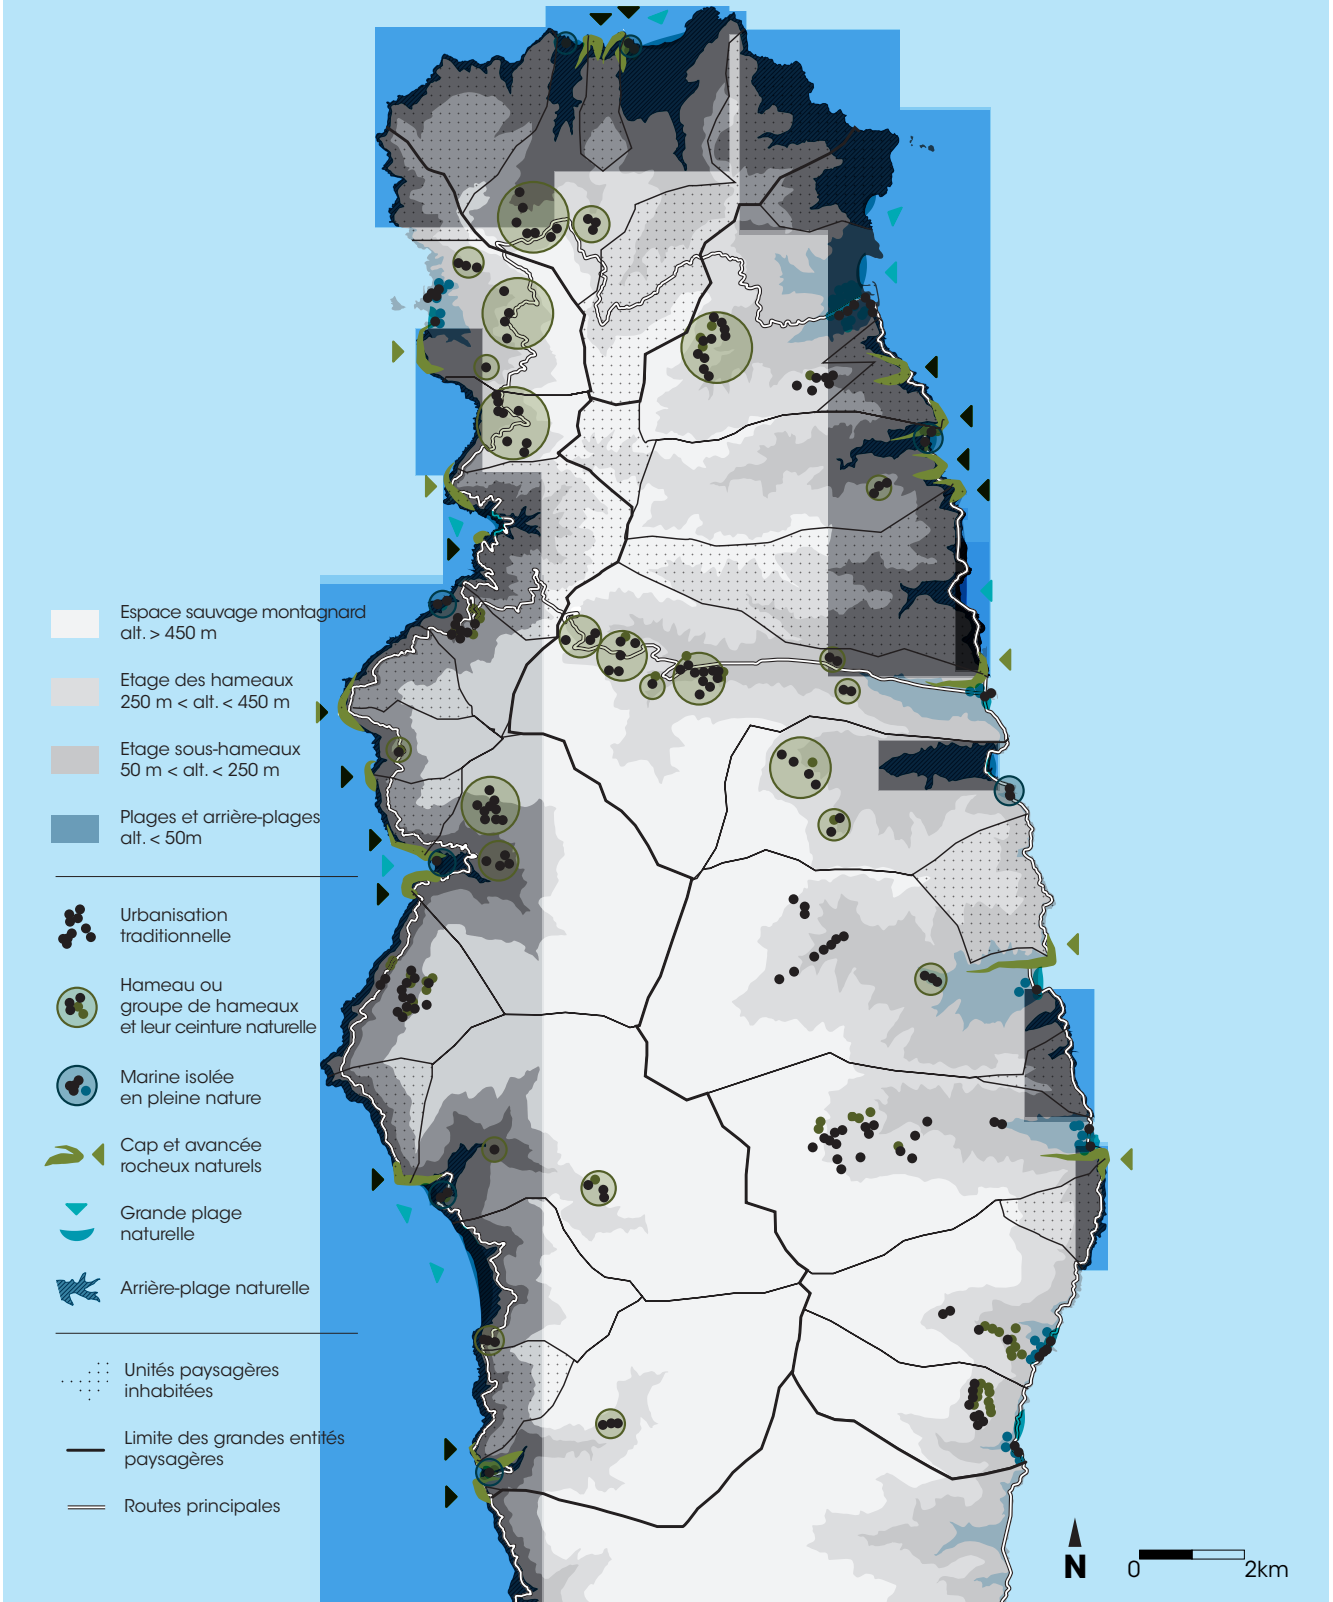 Espace sauvage montagnard
alt. > 450 m
Etage des hameaux
250 m < alt. < 450 m
Etage sous-hameaux
50 m < alt. < 250 m
Plages et arrière-plages
alt. < 50m
Urbanisation
traditionnelle
Hameau ou
groupe de hameaux
et leur ceinture naturelle
Marine isolée
en pleine nature
Cap et avancée
rocheux naturels
Grande plage
naturelle
Arrière-plage naturelle
Unités paysagères
inhabitées
Limite des grandes entités
paysagères
Routes principales
N
0 2km